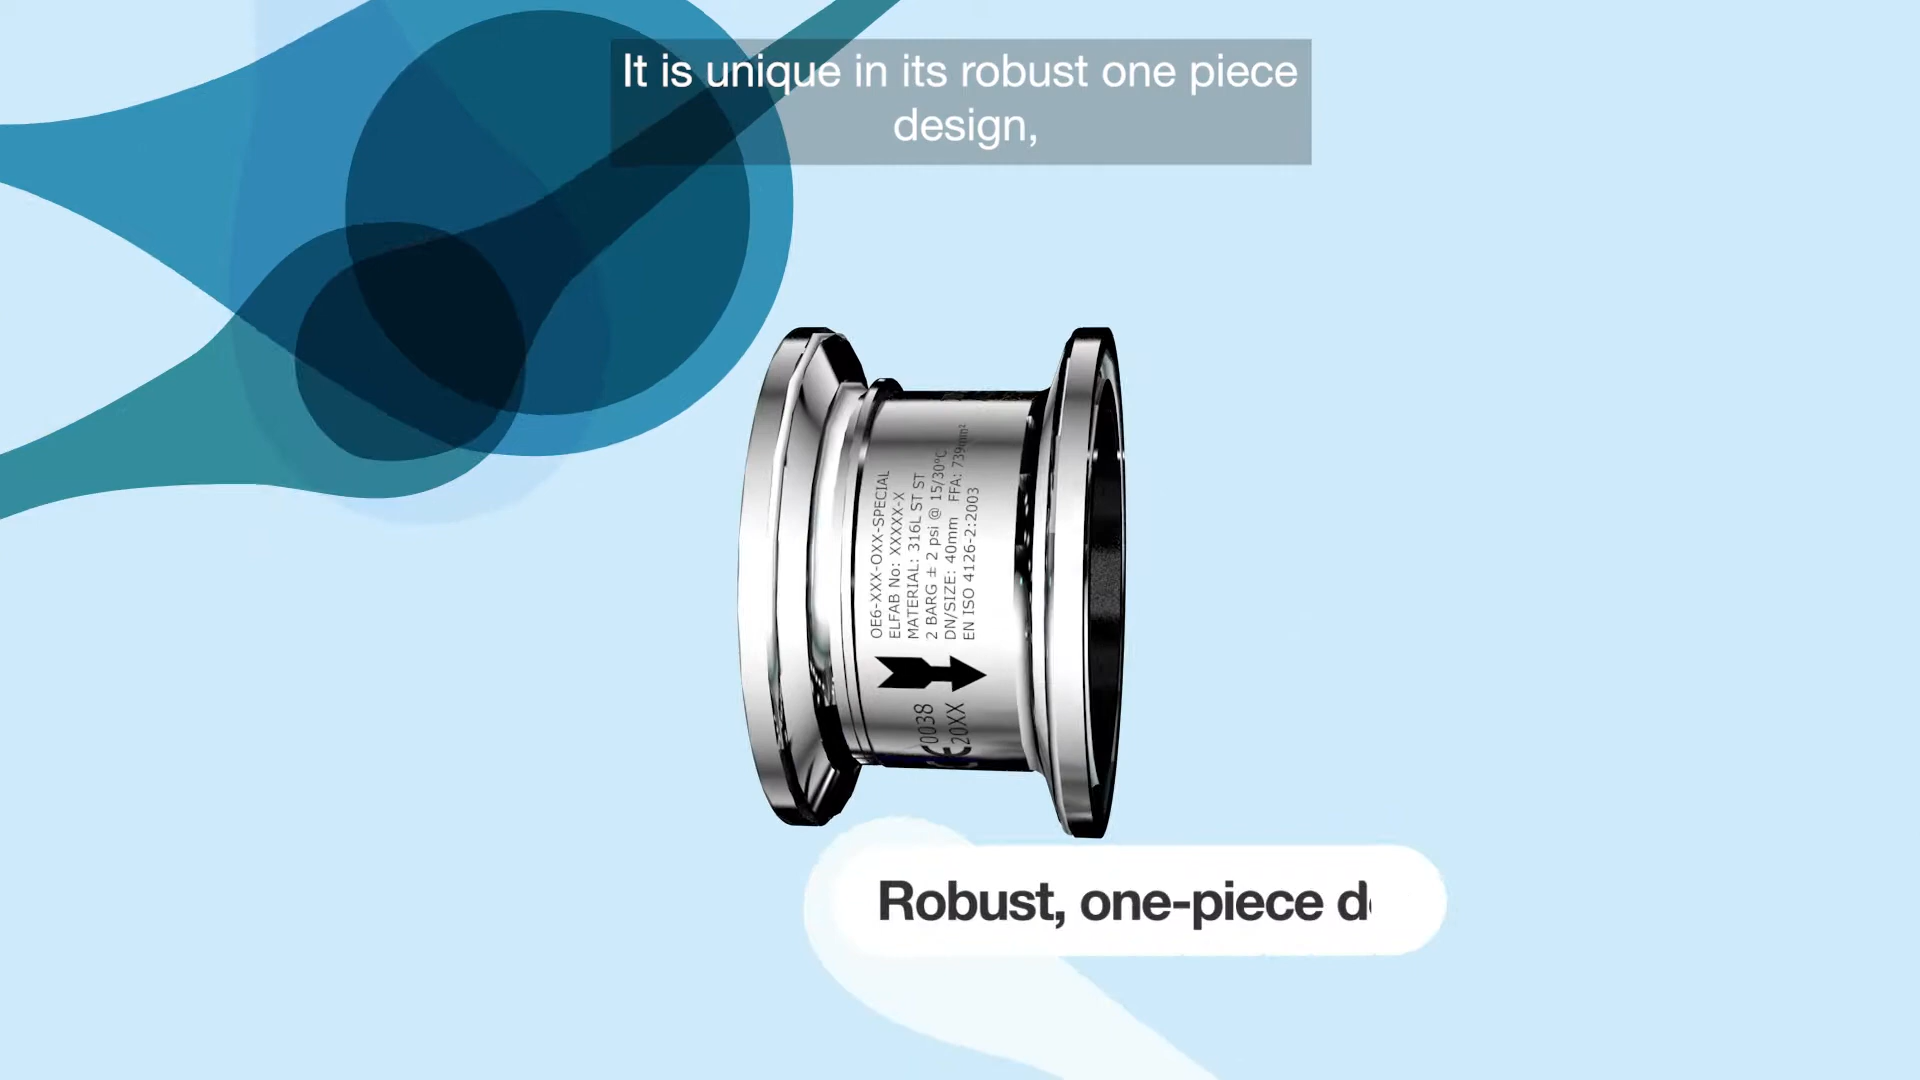 It is unique in its robust one piece
design,
OE6-XXX-OXX-SPECIAL
ELFAB No: XXXXX-X
MATERIAL: 316L ST ST
2 BARG ± 2 psi @ 15/30°C
DN/SIZE: 40mm FFA: 739mm²
EN ISO 4126-2:2003
CE0038
20XX
Robust, one-piece d